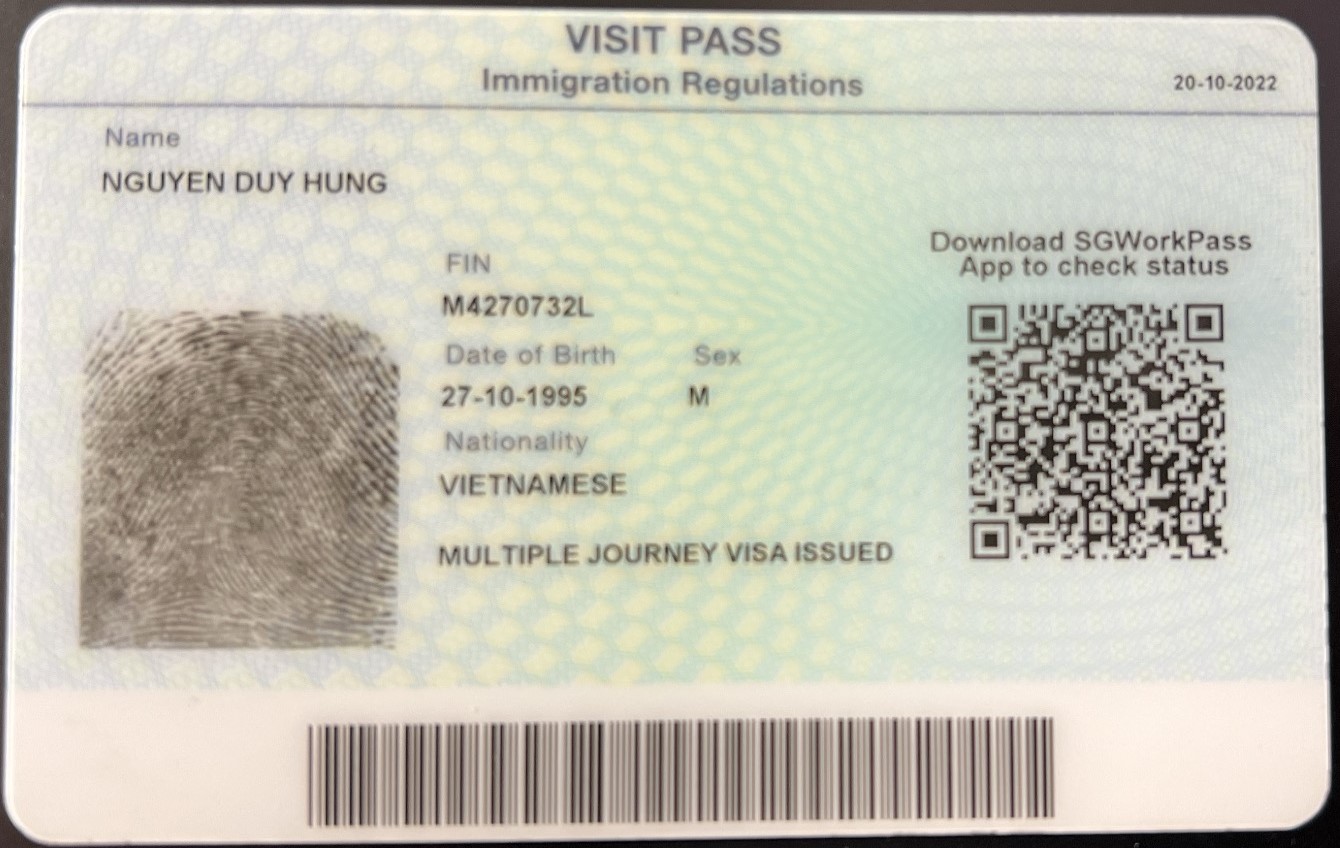 VISIT PASS
Immigration Regulations
20-10-2022
Name
NGUYEN DUY HUNG
Download SGWorkPass
App to check status
FIN
M4270732L
Date of Birth Sex
27-10-1995 M
Nationality
VIETNAMESE
MULTIPLE JOURNEY VISA ISSUED